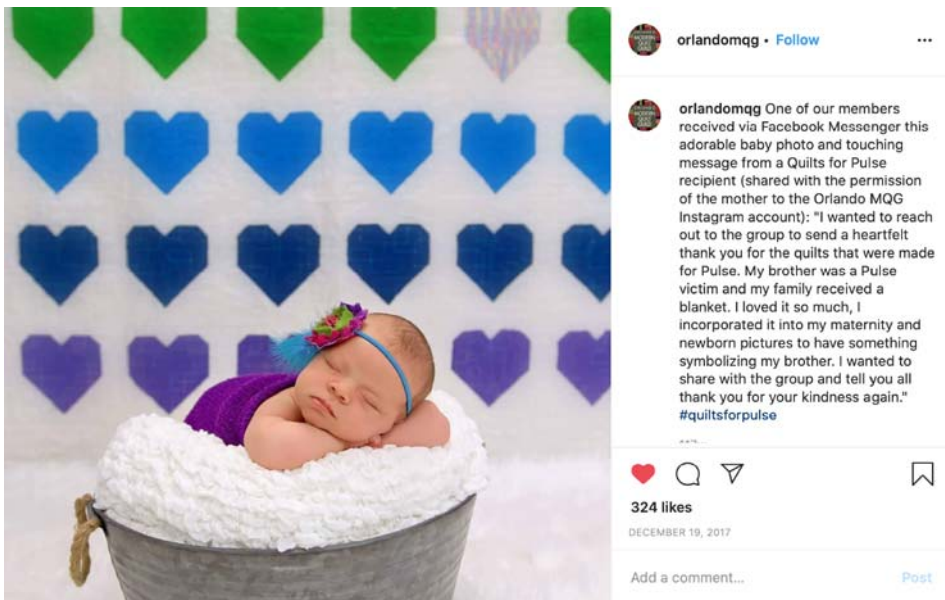 orlandomqg • Follow
orlandomqg One of our members
received via Facebook Messenger this
adorable baby photo and touching
message from a Quilts for Pulse
recipient (shared with the permission
of the mother to the Orlando MQG
Instagram account): "I wanted to reach
out to the group to send a heartfelt
thank you for the quilts that were made
for Pulse. My brother was a Pulse
victim and my family received a
blanket. I loved it so much, I
incorporated it into my maternity and
newborn pictures to have something
symbolizing my brother. I wanted to
share with the group and tell you all
thank you for your kindness again."
#quiltsforpulse
324 likes
DECEMBER 19, 2017
Add a comment... Post